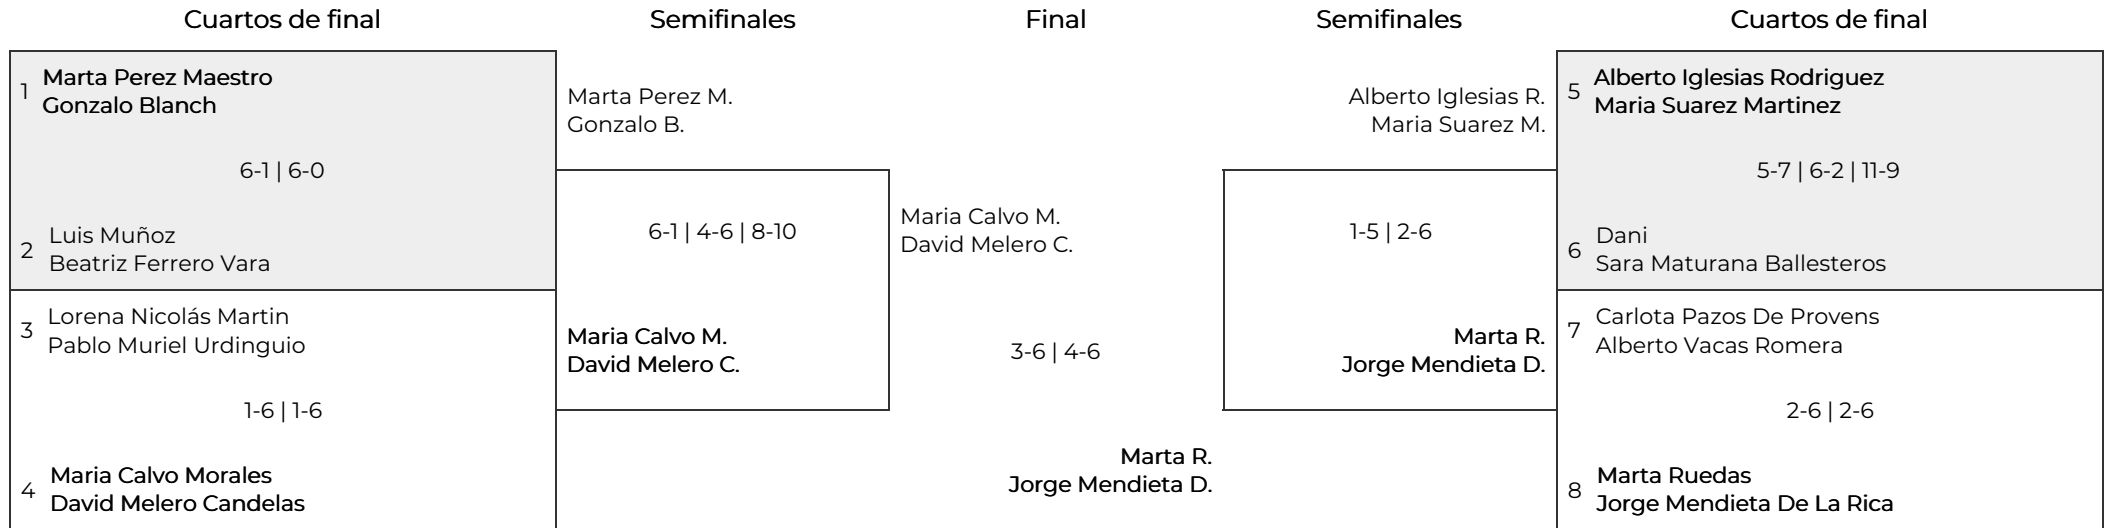 Cuartos de final
Semifinales
Final
Semifinales
Cuartos de final
1
Marta Perez Maestro
Gonzalo Blanch
6-1 | 6-0
2
Luis Muñoz
Beatriz Ferrero Vara
3
Lorena Nicolás Martin
Pablo Muriel Urdinguio
1-6 | 1-6
4
Maria Calvo Morales
David Melero Candelas
Marta Perez M.
Gonzalo B.
6-1 | 4-6 | 8-10
Maria Calvo M.
David Melero C.
Maria Calvo M.
David Melero C.
3-6 | 4-6
Marta R.
Jorge Mendieta D.
Alberto Iglesias R.
Maria Suarez M.
1-5 | 2-6
Marta R.
Jorge Mendieta D.
5
Alberto Iglesias Rodriguez
Maria Suarez Martinez
5-7 | 6-2 | 11-9
6
Dani
Sara Maturana Ballesteros
7
Carlota Pazos De Provens
Alberto Vacas Romera
2-6 | 2-6
8
Marta Ruedas
Jorge Mendieta De La Rica